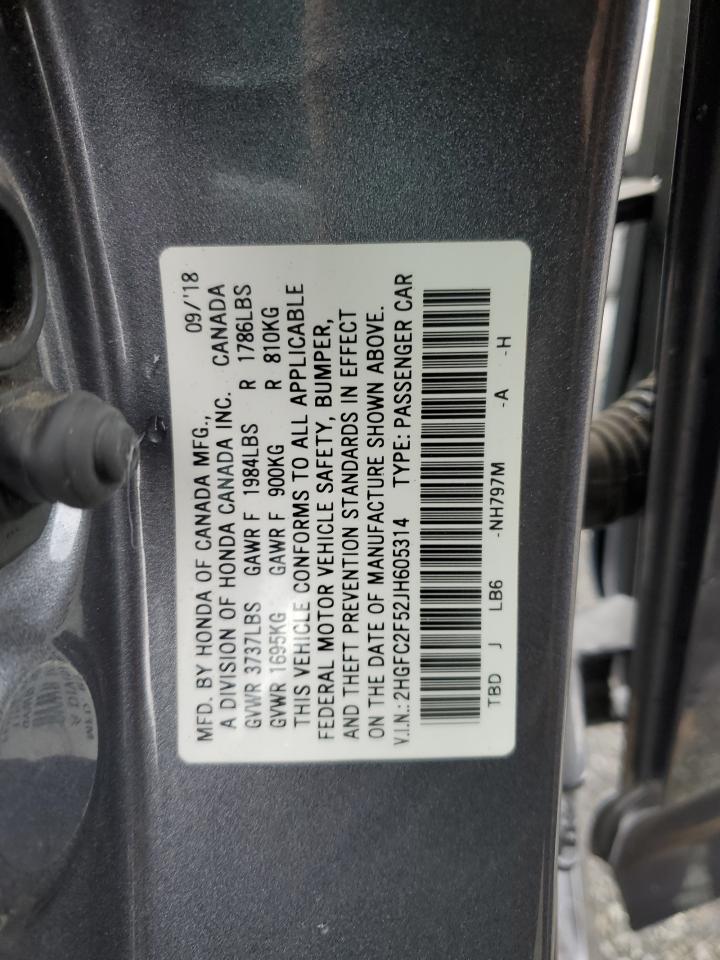 MFD. BY HONDA OF CANADA MFG., 09/'18
A DIVISION OF HONDA CANADA INC. CANADA
GVWR 3737LBS GAWR F 1984LBS R 1786LBS
GVWR 1695KG GAWR F 900KG R 810KG
THIS VEHICLE CONFORMS TO ALL APPLICABLE
FEDERAL MOTOR VEHICLE SAFETY, BUMPER,
AND THEFT PREVENTION STANDARDS IN EFFECT
ON THE DATE OF MANUFACTURE SHOWN ABOVE.
V.I.N.: 2HGFC2F52JH605314 TYPE: PASSENGER CAR
TBD J LB6 -NH797M -A -H